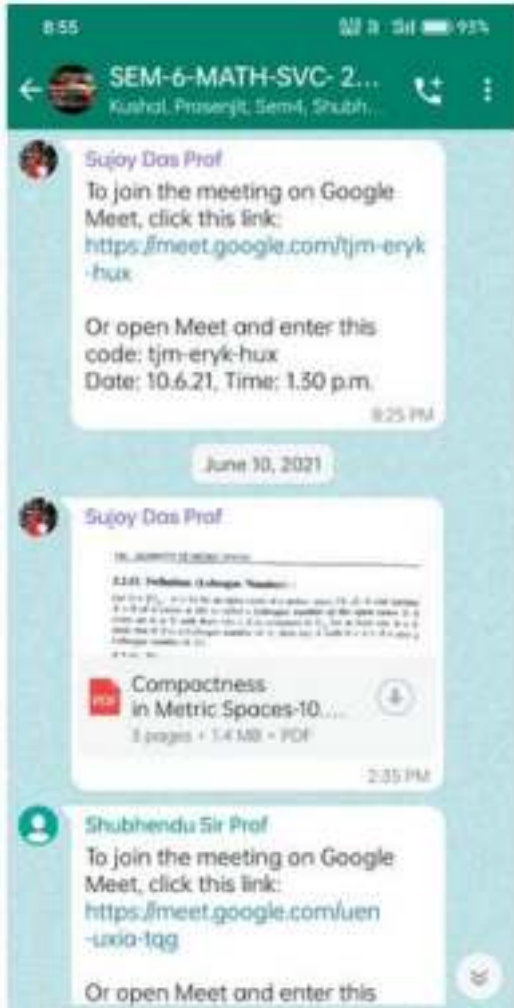 8:55
93%
SEM-6-MATH-SVC- 2...
Kushal, Prosenjit, Sem4, Shubh...
Sujoy Das Prof
To join the meeting on Google
Meet, click this link:
https://meet.google.com/tjm-eryk
-hux
Or open Meet and enter this
code: tjm-eryk-hux
Date: 10.6.21, Time: 1.30 p.m.
8:25 PM
June 10, 2021
Sujoy Das Prof
Definition (Lebesgue Number)
PDF
Compactness
in Metric Spaces-10....
3 pages • 1.4 MB • PDF
2:35 PM
Shubhendu Sir Prof
To join the meeting on Google
Meet, click this link:
https://meet.google.com/uen
-uxia-tqg
Or open Meet and enter this